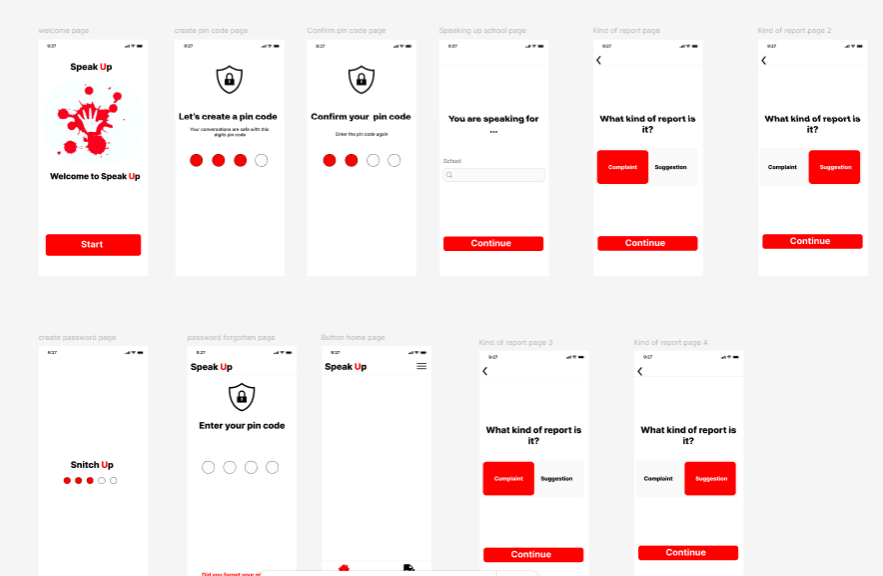 welcome page
create pin code page
Confirm pin code page
Speaking up school page
Kind of report page
Kind of report page 2
9:27
9:27
9:27
9:27
9:27
9:27
Speak Up
Welcome to Speak Up
Start
Let's create a pin code
Your conversations are safe with this
digits pin code
Confirm your pin code
Enter the pin code again
You are speaking for
...
School
Continue
What kind of report is
it?
Complaint
Suggestion
Continue
What kind of report is
it?
Complaint
Suggestion
Continue
create password page
password forgotten page
Button home page
Kind of report page 3
Kind of report page 4
9:27
9:27
9:27
9:27
9:27
Snitch Up
Speak Up
Enter your pin code
Did you forget your
Speak Up
What kind of report is
it?
Complaint
Suggestion
Continue
What kind of report is
it?
Complaint
Suggestion
Continue